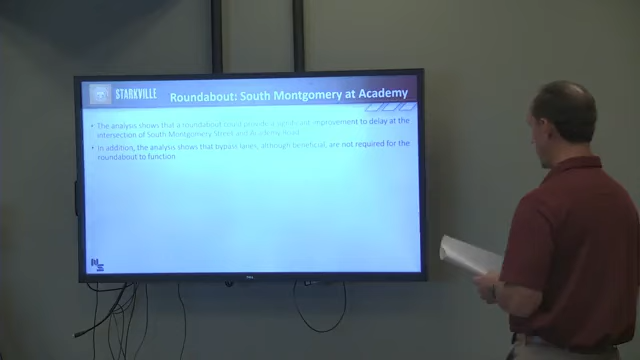 STARKVILLE
Roundabout: South Montgomery at Academy
• The analysis shows that a roundabout could provide a significant improvement to delay at the
intersection of South Montgomery Street and Academy Road.
• In addition, the analysis shows that bypass lanes, although beneficial, are not required for the
roundabout to function.
DELL